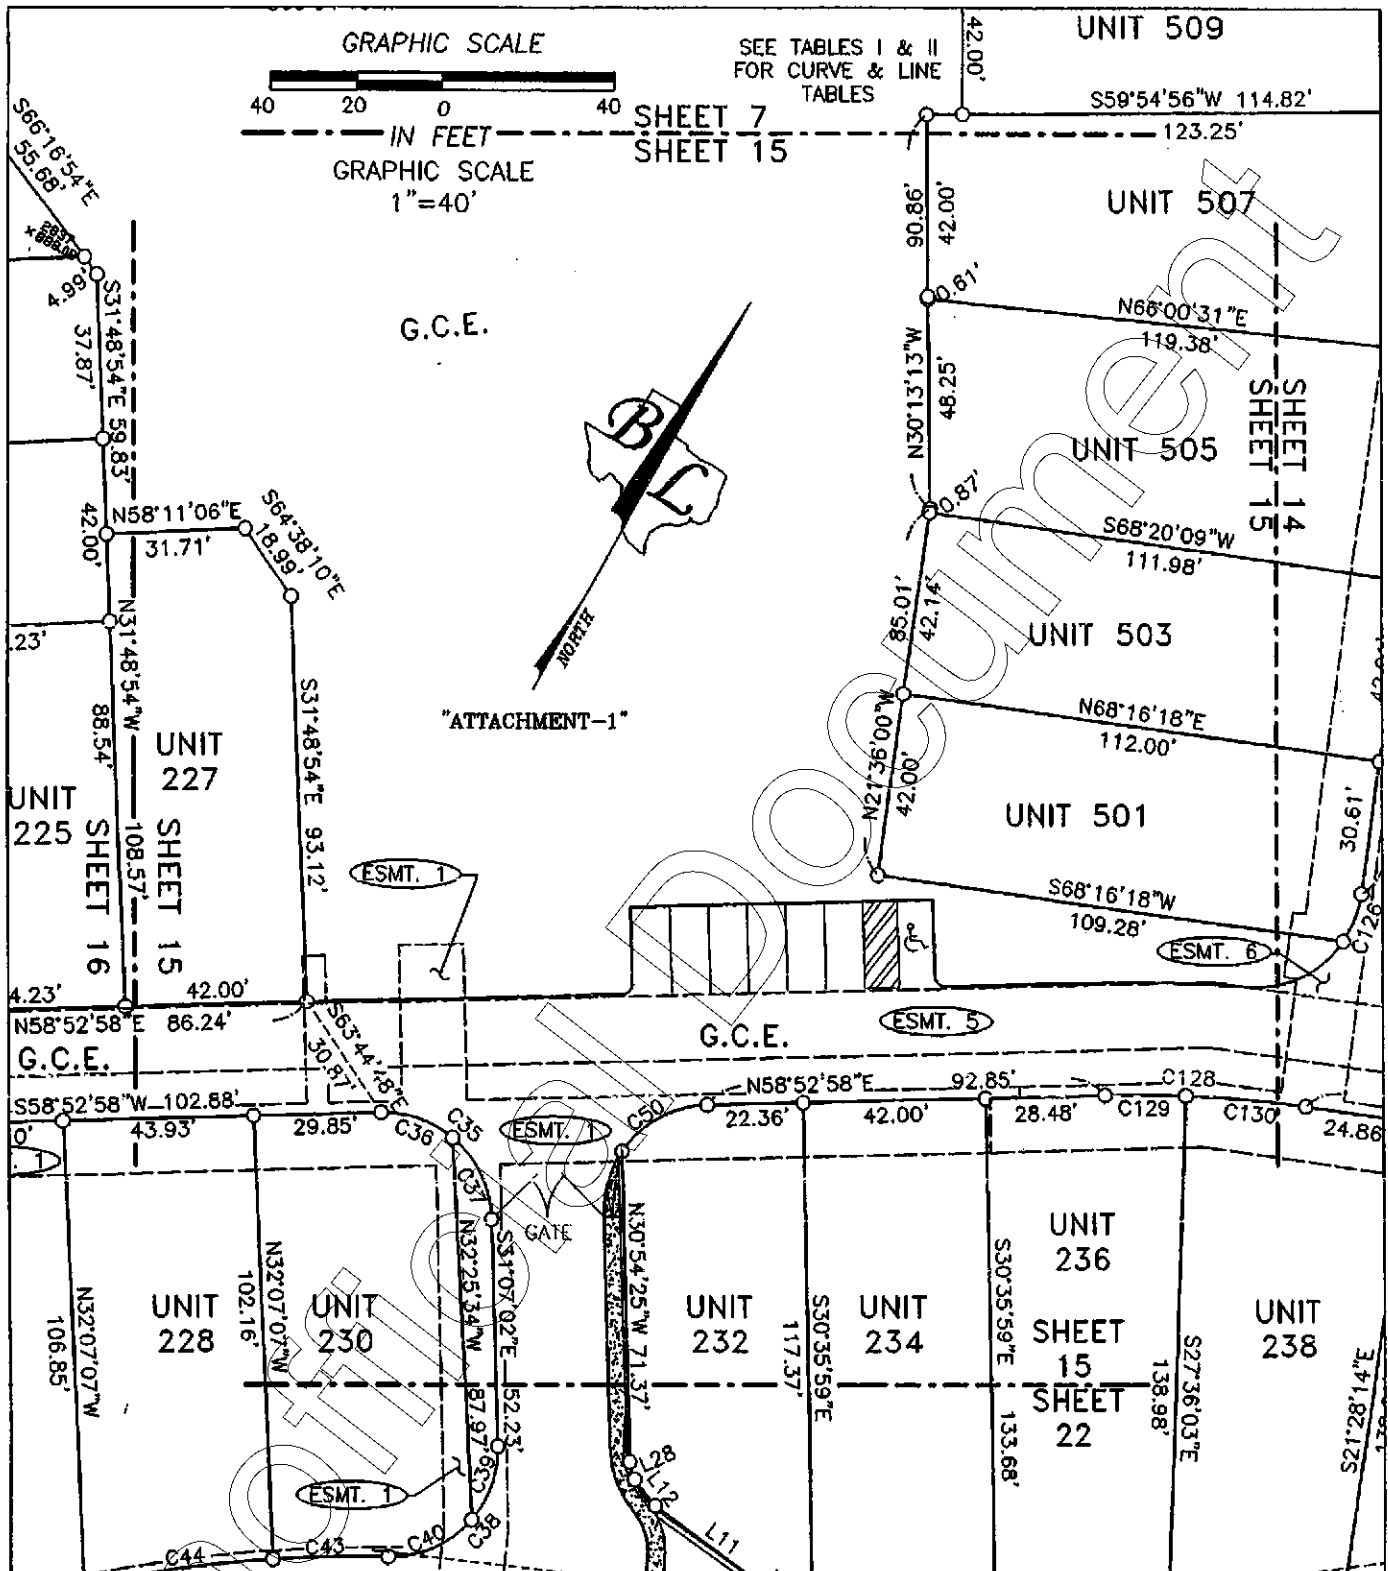 GRAPHIC SCALE
40 20 0 40
IN FEET
GRAPHIC SCALE
1"=40'
SEE TABLES I & II
FOR CURVE & LINE
TABLES
SHEET 7
SHEET 15
42.00'
UNIT 509
S59°54'56"W 114.82'
123.25'
S66°16'54"E
55.68'
4.99'
S31°48'54"E 59.83'
37.87'
G.C.E.
90.86'
42.00'
UNIT 507
0.61'
N66°00'31"E
119.38'
N30°13'13"W
48.25'
SHEET 14
SHEET 15
UNIT 505
0.87'
S68°20'09"W
111.98'
B
L
NORTH
"ATTACHMENT-1"
42.00'
N58°11'06"E
31.71'
S64°38'10"E
18.99'
.23'
N31°48'54"W
108.57'
88.54'
S31°48'54"E 93.12'
85.01'
42.14'
UNIT 503
N68°16'18"E
112.00'
N21°36'00"W
42.00'
UNIT
227
UNIT
225
SHEET 16
SHEET 15
UNIT 501
30.61'
ESMT. 1
S68°16'18"W
109.28'
C126
ESMT. 6
4.23'
42.00'
N58°52'58"E 86.24'
G.C.E.
S63°44'48"E
30.87'
G.C.E.
ESMT. 5
S58°52'58"W 102.88'
43.93'
29.85'
C36
C35
ESMT. 1
C50
N58°52'58"E 92.85'
22.36'
42.00'
28.48'
C128
C129
C130
24.86
0'
. 1
C37
GATE
N32°07'07"W
106.85'
N32°07'07"W
102.16'
N32°25'34"W 87.97'
S31°07'02"E 52.23'
N30°54'25"W 71.37'
S30°35'59"E
117.37'
S30°35'59"E 133.68'
S27°36'03"E
138.98'
S21°28'14"E
UNIT
228
UNIT
230
UNIT
232
UNIT
234
UNIT
236
UNIT
238
SHEET
15
SHEET
22
ESMT. 1
C39
C38
C40
C43
C44
L28
L12
L11
Unofficial Document